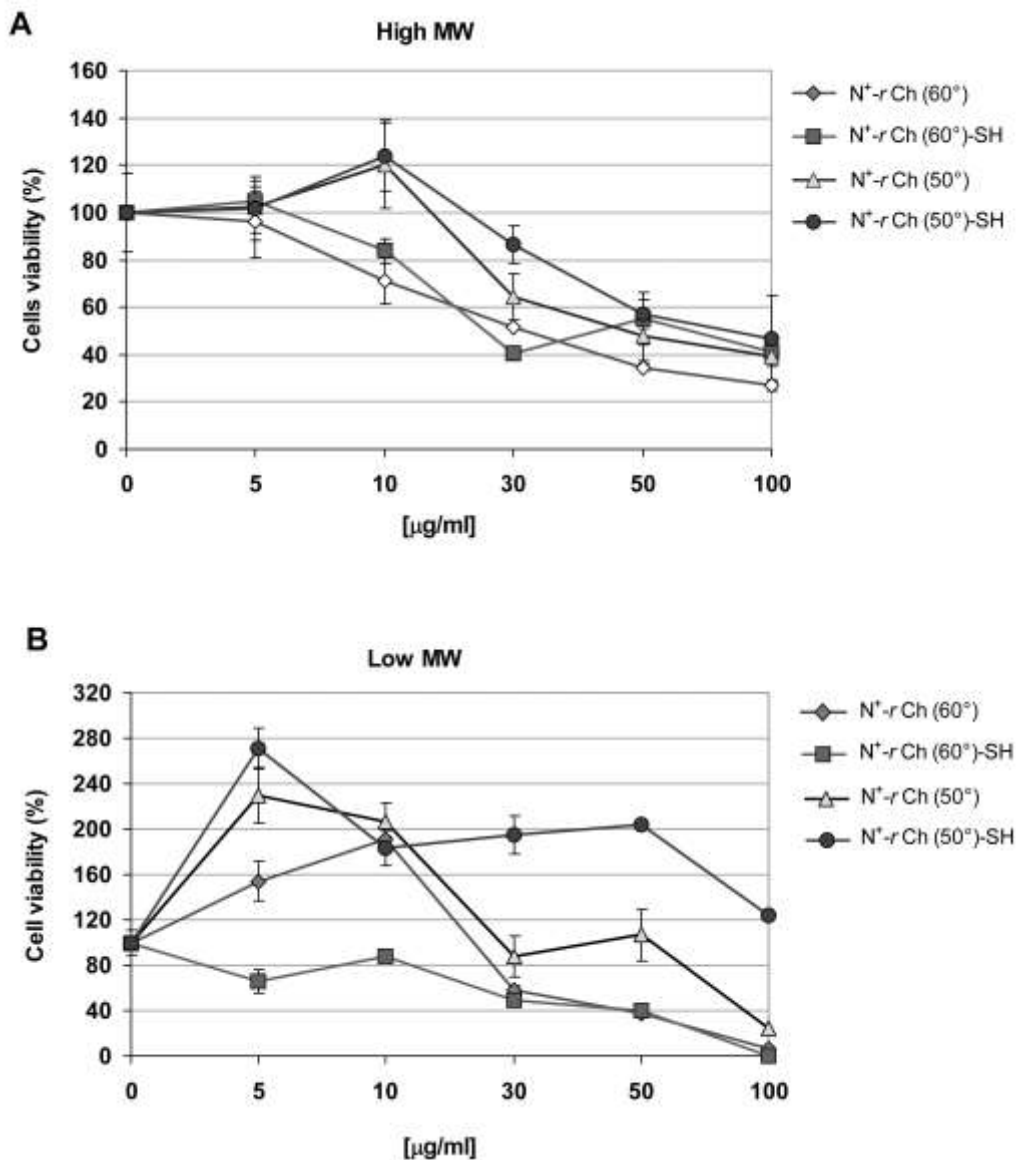 A
High MW
160
140
120
100
80
60
40
20
0
Cells viability (%)
0 5 10 30 50 100
[µg/ml]
N⁺-r Ch (60°)
N⁺-r Ch (60°)-SH
N⁺-r Ch (50°)
N⁺-r Ch (50°)-SH
B
Low MW
320
280
240
200
160
120
80
40
0
Cell viability (%)
0 5 10 30 50 100
[µg/ml]
N⁺-r Ch (60°)
N⁺-r Ch (60°)-SH
N⁺-r Ch (50°)
N⁺-r Ch (50°)-SH